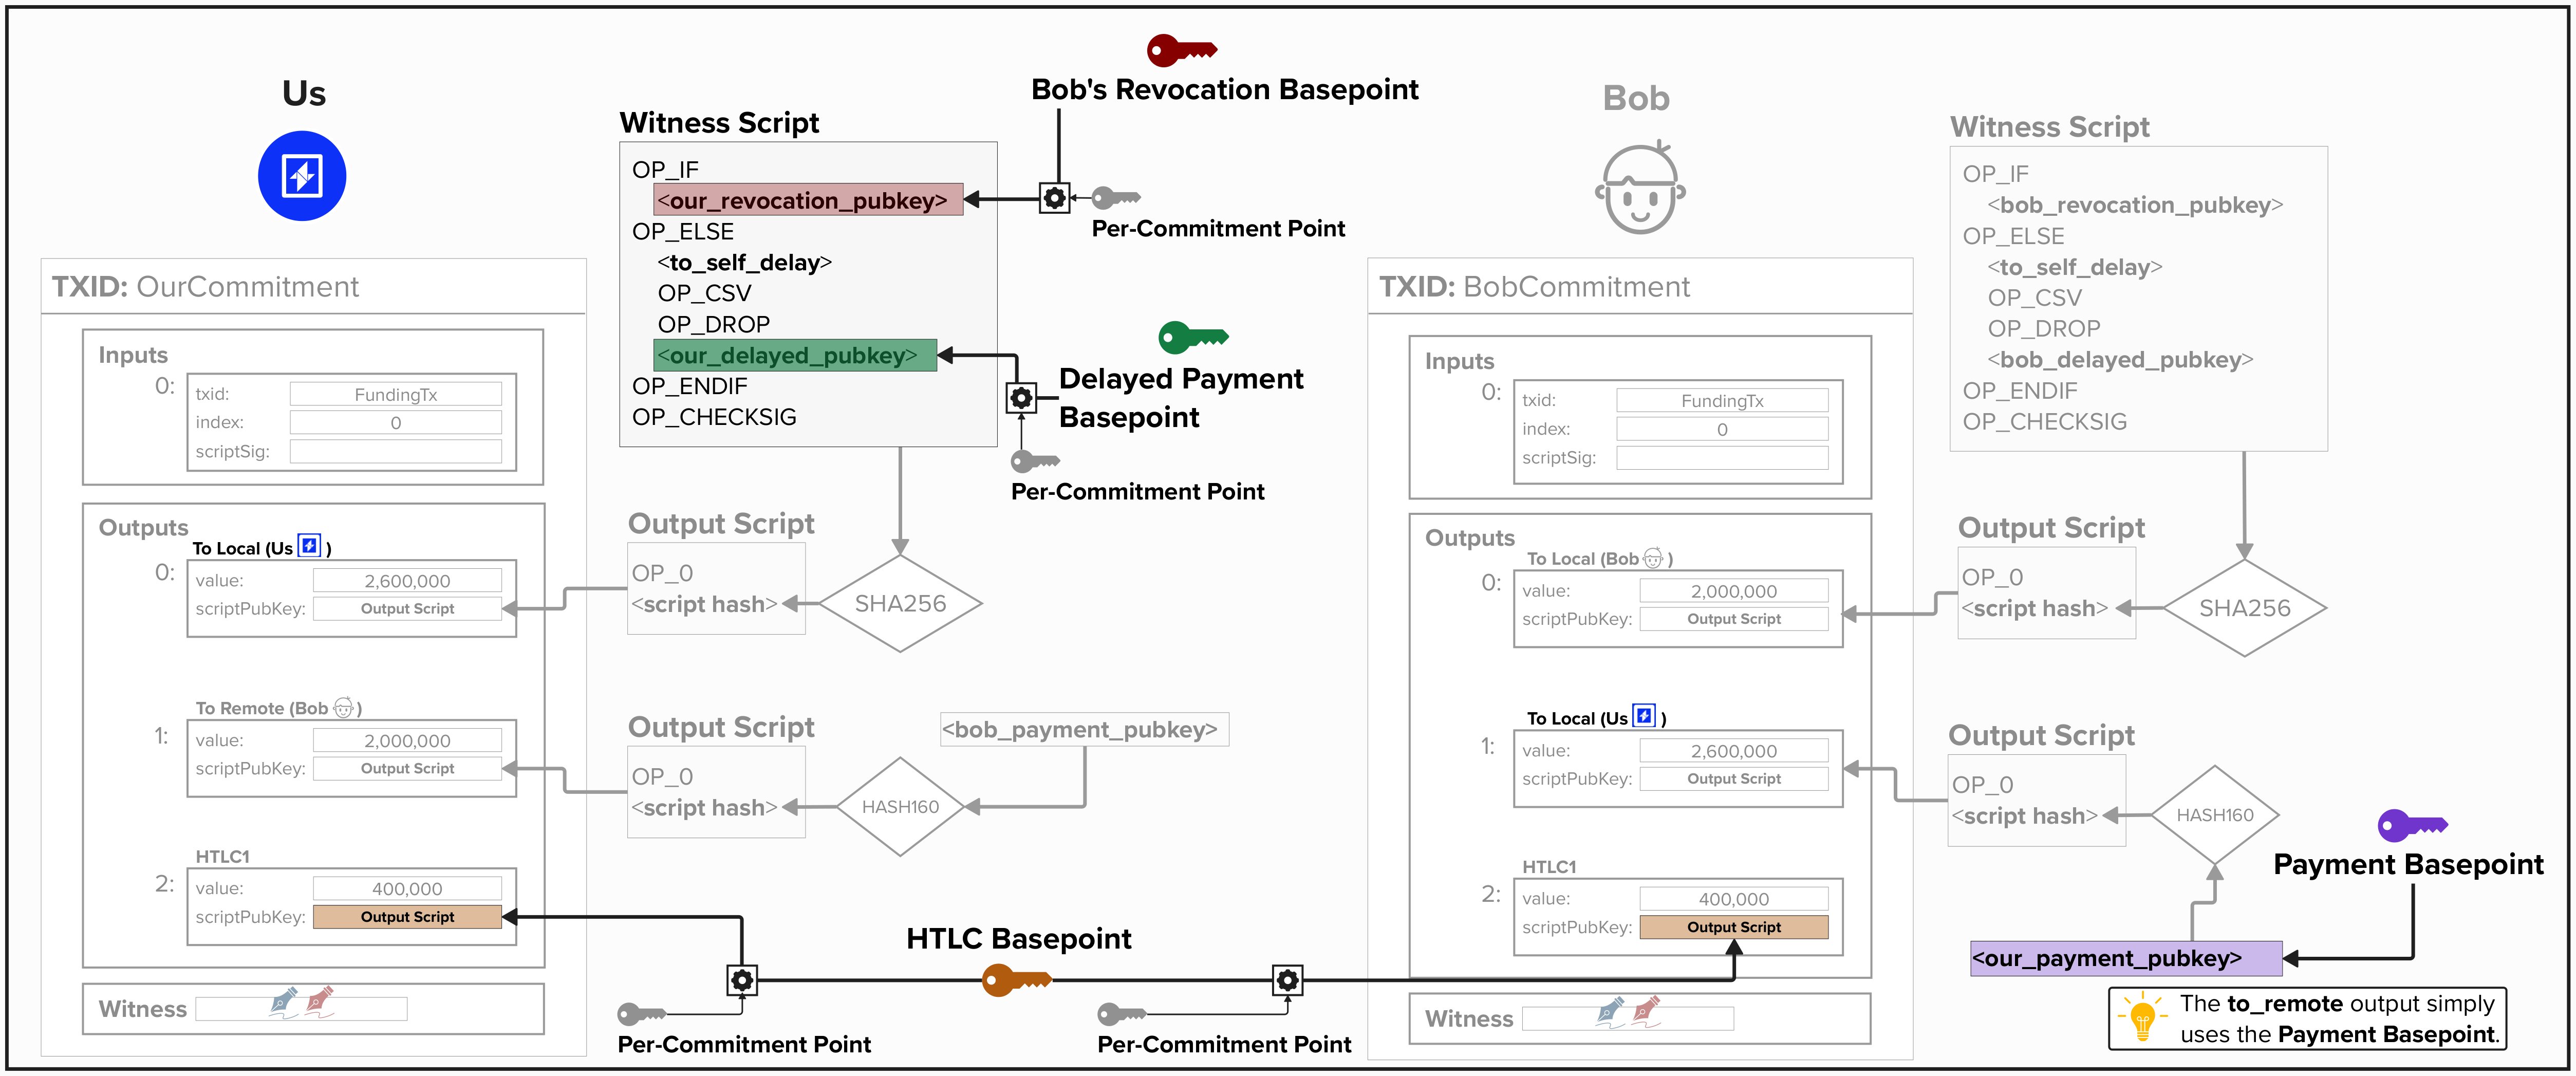 Us
TXID: OurCommitment
Inputs
0:
txid:
FundingTx
index:
0
scriptSig:
Outputs
To Local (Us )
0:
value:
2,600,000
scriptPubKey:
Output Script
To Remote (Bob )
1:
value:
2,000,000
scriptPubKey:
Output Script
HTLC1
2:
value:
400,000
scriptPubKey:
Output Script
Witness
Witness Script
OP_IF
<our_revocation_pubkey>
OP_ELSE
<to_self_delay>
OP_CSV
OP_DROP
<our_delayed_pubkey>
OP_ENDIF
OP_CHECKSIG
Bob's Revocation Basepoint
Per-Commitment Point
Delayed Payment
Basepoint
Per-Commitment Point
Output Script
OP_0
<script hash>
SHA256
Output Script
OP_0
<script hash>
HASH160
<bob_payment_pubkey>
HTLC Basepoint
Per-Commitment Point
Per-Commitment Point
Bob
TXID: BobCommitment
Inputs
0:
txid:
FundingTx
index:
0
scriptSig:
Outputs
To Local (Bob )
0:
value:
2,000,000
scriptPubKey:
Output Script
To Local (Us )
1:
value:
2,600,000
scriptPubKey:
Output Script
HTLC1
2:
value:
400,000
scriptPubKey:
Output Script
Witness
Witness Script
OP_IF
<bob_revocation_pubkey>
OP_ELSE
<to_self_delay>
OP_CSV
OP_DROP
<bob_delayed_pubkey>
OP_ENDIF
OP_CHECKSIG
Output Script
OP_0
<script hash>
SHA256
Output Script
OP_0
<script hash>
HASH160
Payment Basepoint
<our_payment_pubkey>
The to_remote output simply
uses the Payment Basepoint.